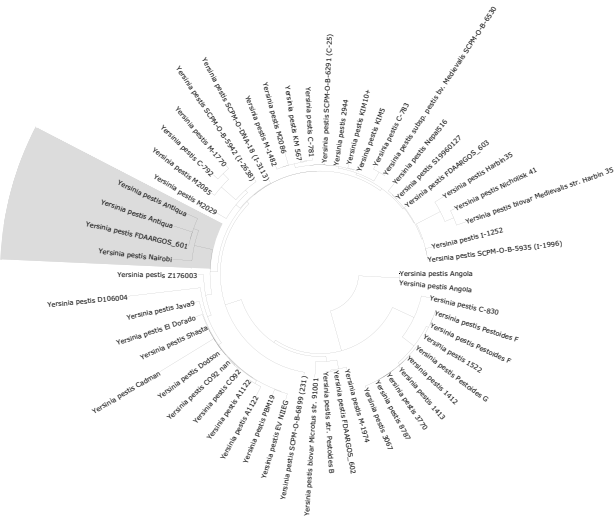 Yersinia pestis Antiqua
Yersinia pestis Antiqua
Yersinia pestis FDAARGOS_601
Yersinia pestis Nairobi
Yersinia pestis M2029
Yersinia pestis M2085
Yersinia pestis C-792
Yersinia pestis M-1770
Yersinia pestis SCPM-O-B-5942 (I-2638)
Yersinia pestis SCPM-O-DNA-18 (I-3113)
Yersinia pestis M-1482
Yersinia pestis M2086
Yersinia pestis KM 567
Yersinia pestis C-781
Yersinia pestis SCPM-O-B-6291 (C-25)
Yersinia pestis 2944
Yersinia pestis KIM10+
Yersinia pestis KIM5
Yersinia pestis C-783
Yersinia pestis subsp. pestis bv. Medievalis SCPM-O-B-6530
Yersinia pestis Nepal516
Yersinia pestis S19960127
Yersinia pestis FDAARGOS_603
Yersinia pestis Harbin35
Yersinia pestis Nicholisk 41
Yersinia pestis biovar Medievalis str. Harbin 35
Yersinia pestis I-1252
Yersinia pestis SCPM-O-B-5935 (I-1996)
Yersinia pestis Angola
Yersinia pestis Angola
Yersinia pestis C-830
Yersinia pestis Pestoides F
Yersinia pestis Pestoides F
Yersinia pestis 1522
Yersinia pestis Pestoides G
Yersinia pestis 1412
Yersinia pestis 1413
Yersinia pestis 3770
Yersinia pestis 8787
Yersinia pestis 3067
Yersinia pestis M-1974
Yersinia pestis FDAARGOS_602
Yersinia pestis str. Pestoides B
Yersinia pestis biovar Microtus str. 91001
Yersinia pestis SCPM-O-B-6899 (231)
Yersinia pestis EV NIIEG
Yersinia pestis PBM19
Yersinia pestis A1122
Yersinia pestis A1122
Yersinia pestis CO92
Yersinia pestis CO92 nan
Yersinia pestis Dodson
Yersinia pestis Cadman
Yersinia pestis Shasta
Yersinia pestis El Dorado
Yersinia pestis Java9
Yersinia pestis D106004
Yersinia pestis Z176003